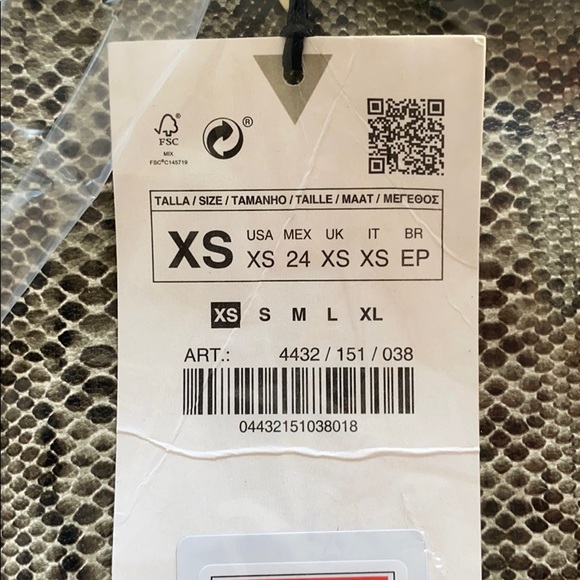 FSC
®
MIX
FSC® C145719
TALLA / SIZE / TAMANHO / TAILLE / MAAT / ΜΕΓΕΘΟΣ
XS USA MEX UK IT BR
XS 24 XS XS EP
XS S M L XL
ART.: 4432 / 151 / 038
04432151038018